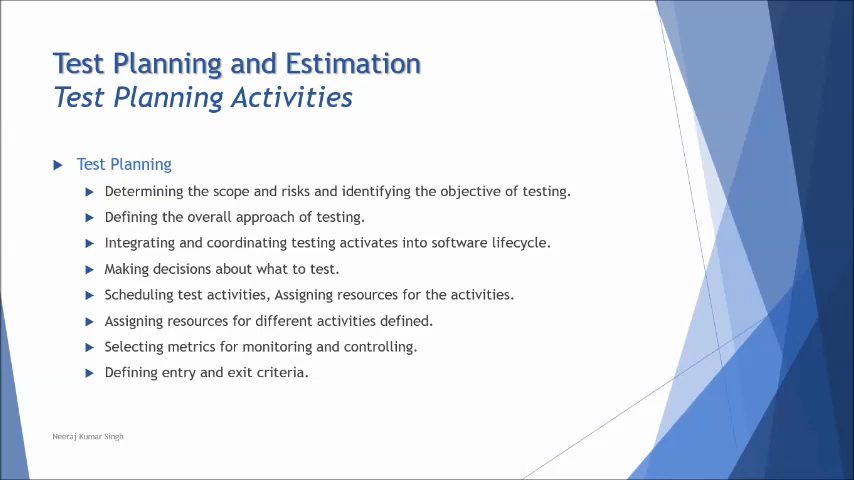 Test Planning and Estimation
Test Planning Activities
Test Planning
Determining the scope and risks and identifying the objective of testing.
Defining the overall approach of testing.
Integrating and coordinating testing activates into software lifecycle.
Making decisions about what to test.
Scheduling test activities, Assigning resources for the activities.
Assigning resources for different activities defined.
Selecting metrics for monitoring and controlling.
Defining entry and exit criteria.
Neeraj Kumar Singh